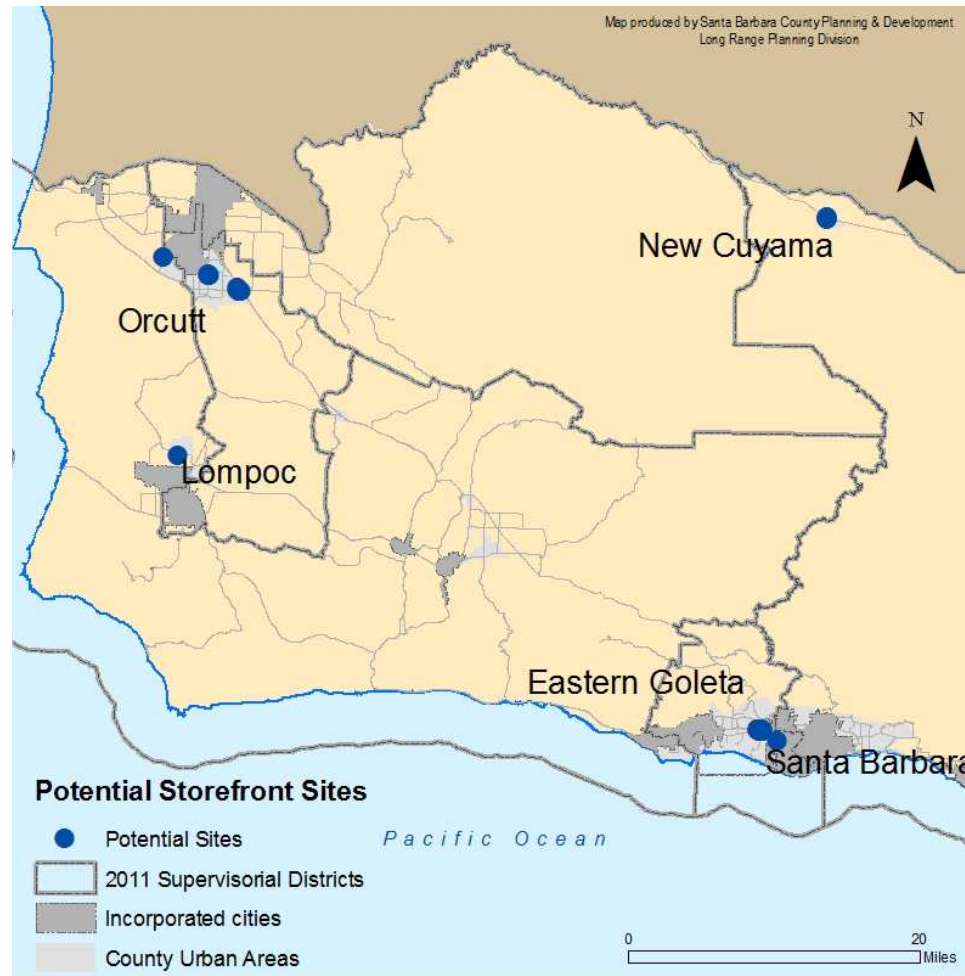 Map produced by Santa Barbara County Planning & Development
Long Range Planning Division
N
New Cuyama
Orcutt
Lompoc
Eastern Goleta
Santa Barbara
Potential Storefront Sites
Potential Sites
Pacific Ocean
2011 Supervisorial Districts
Incorporated cities
County Urban Areas
0 20
Miles